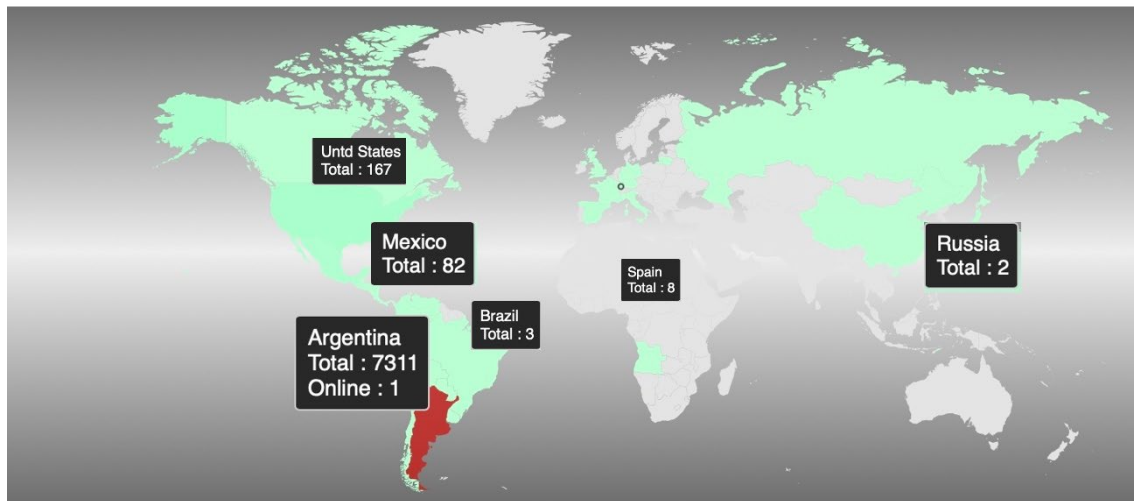 Untd States
Total : 167
Mexico
Total : 82
Russia
Total : 2
Spain
Total : 8
Brazil
Total : 3
Argentina
Total : 7311
Online : 1